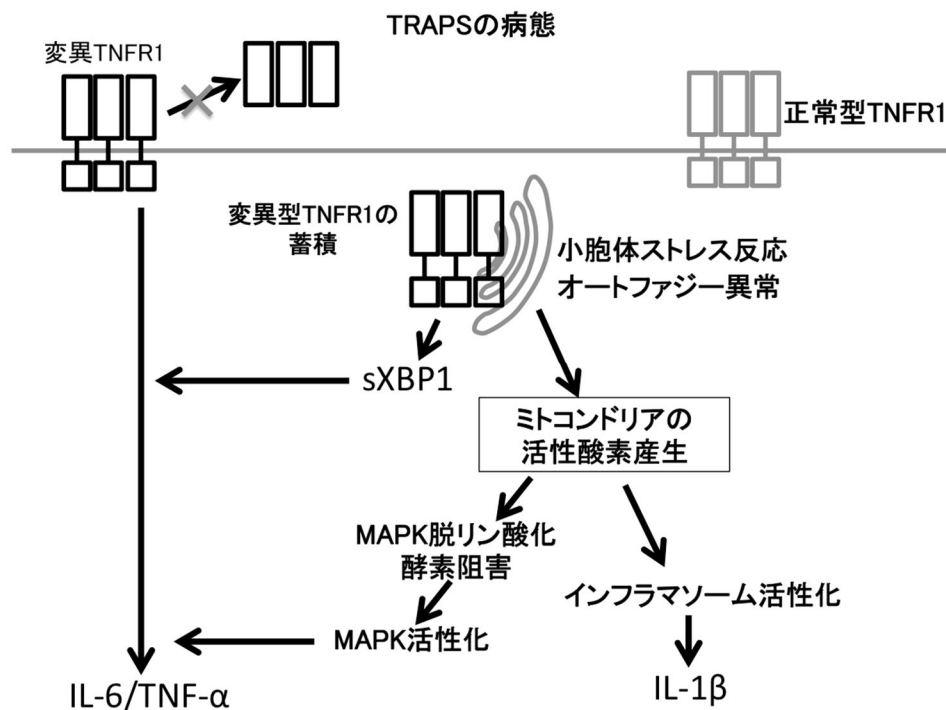 TRAPSの病態
変異TNFR1
正常型TNFR1
変異型TNFR1の
蓄積
小胞体ストレス反応
オートファジー異常
sXBP1
ミトコンドリアの
活性酸素産生
MAPK脱リン酸化
酵素阻害
インフラマソーム活性化
MAPK活性化
IL-6/TNF-α
IL-1β